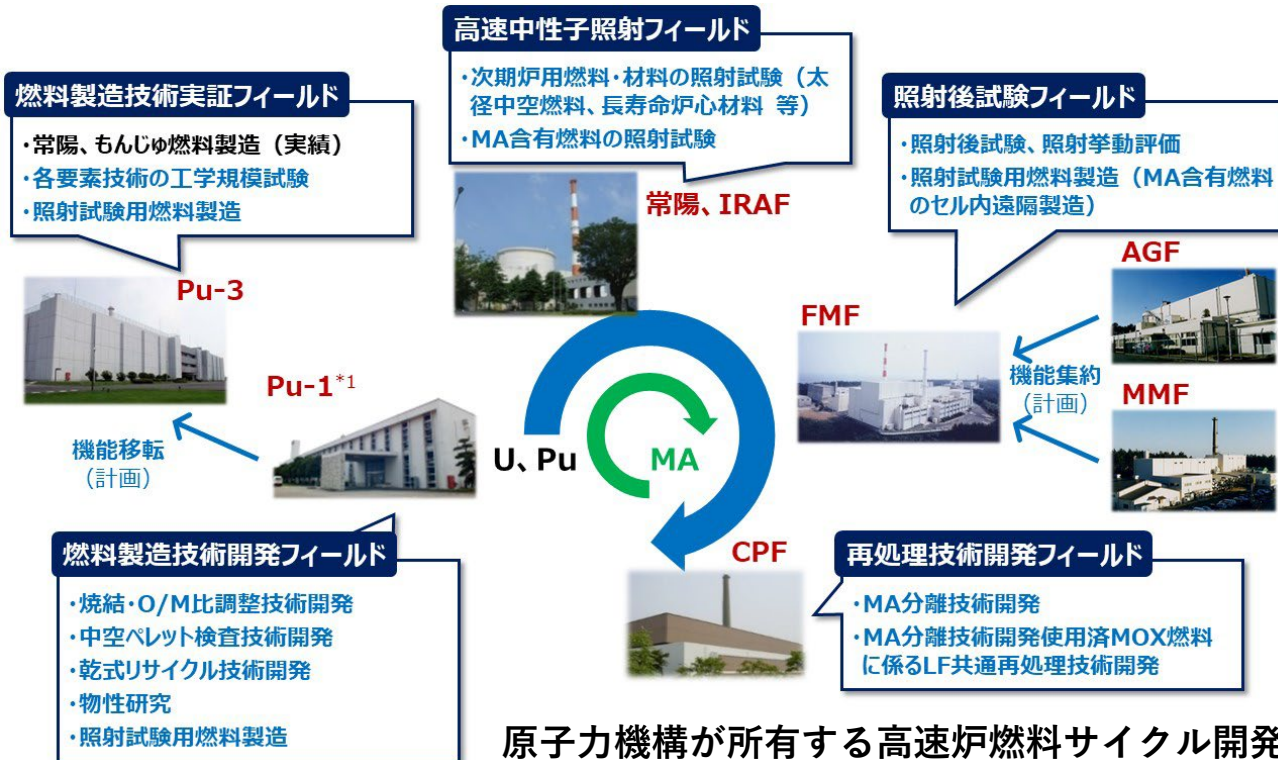 高速中性子照射フィールド
・次期炉用燃料・材料の照射試験（太
径中空燃料、長寿命炉心材料 等）
・MA含有燃料の照射試験
常陽、IRAF
燃料製造技術実証フィールド
・常陽、もんじゅ燃料製造（実績）
・各要素技術の工学規模試験
・照射試験用燃料製造
Pu-3
Pu-1*1
機能移転
（計画）
照射後試験フィールド
・照射後試験、照射挙動評価
・照射試験用燃料製造（MA含有燃料
のセル内遠隔製造）
AGF
FMF
機能集約
（計画）
MMF
U、Pu
MA
燃料製造技術開発フィールド
・焼結・O/M比調整技術開発
・中空ペレット検査技術開発
・乾式リサイクル技術開発
・物性研究
・照射試験用燃料製造
CPF
再処理技術開発フィールド
・MA分離技術開発
・MA分離技術開発使用済MOX燃料
に係るLF共通再処理技術開発
原子力機構が所有する高速炉燃料サイクル開発